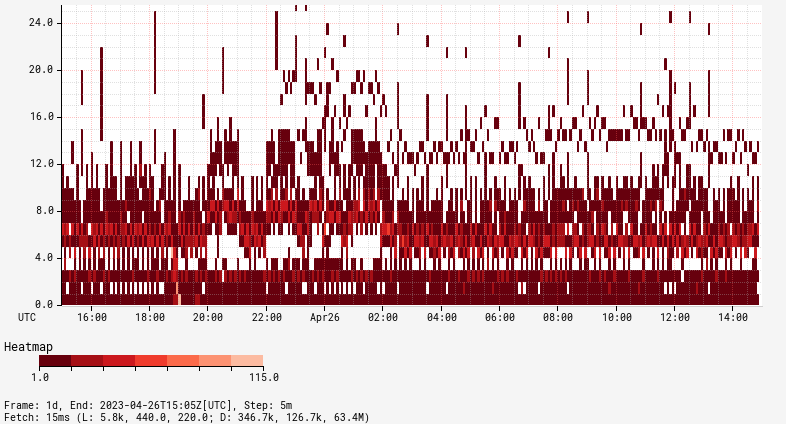 24.0
20.0
16.0
12.0
8.0
4.0
0.0
UTC 16:00 18:00 20:00 22:00 Apr26 02:00 04:00 06:00 08:00 10:00 12:00 14:00
Heatmap
1.0 115.0
Frame: 1d, End: 2023-04-26T15:05Z[UTC], Step: 5m
Fetch: 15ms (L: 5.8k, 440.0, 220.0; D: 346.7k, 126.7k, 63.4M)